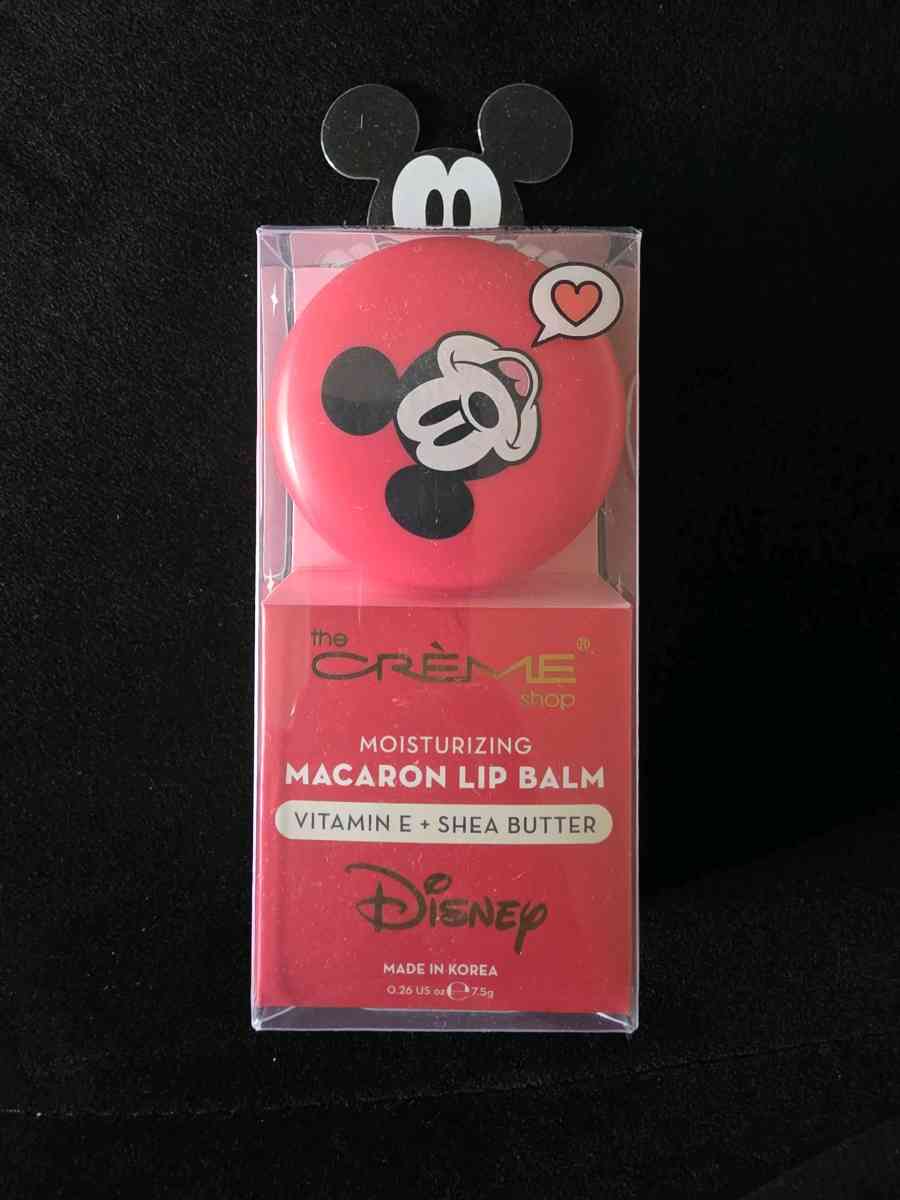 the
CRÈME®
shop
MOISTURIZING
MACARÓN LIP BALM
VITAMIN E + SHEA BUTTER
Disney
MADE IN KOREA
0.26 US oz ℮ 7.5g